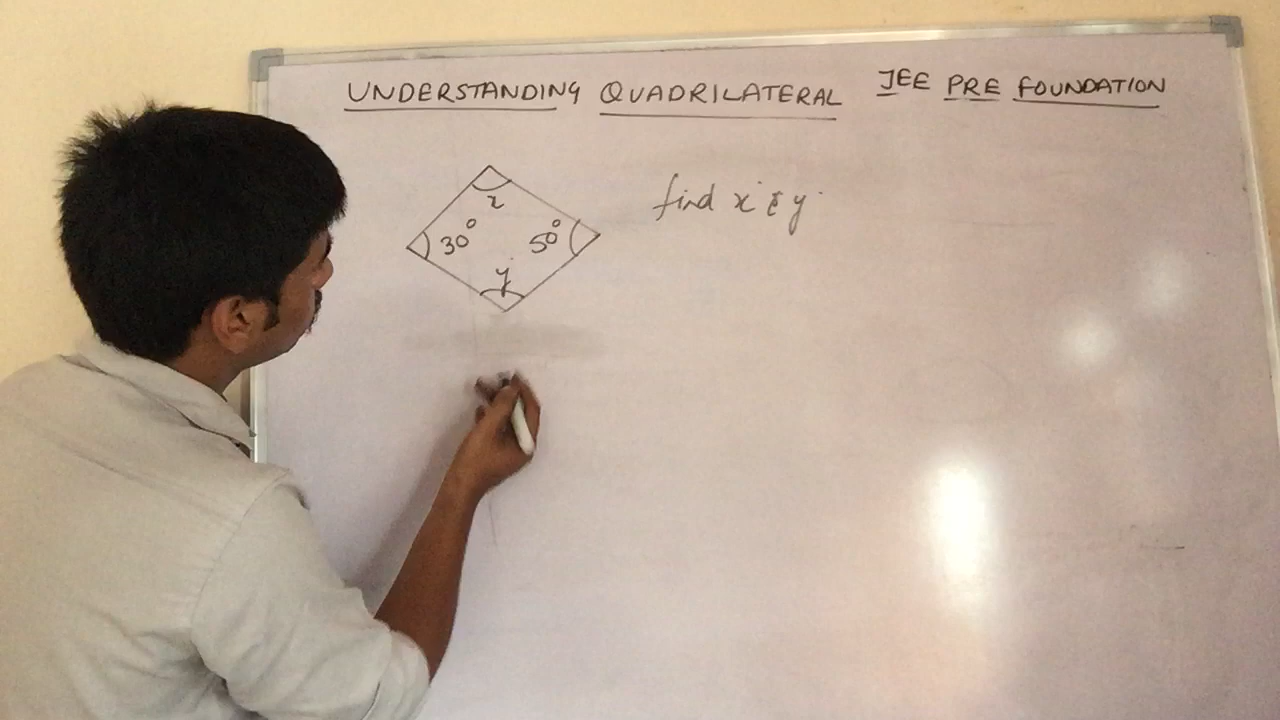 UNDERSTANDING QUADRILATERAL JEE PRE FOUNDATION
find x & y
x
30° 50°
y